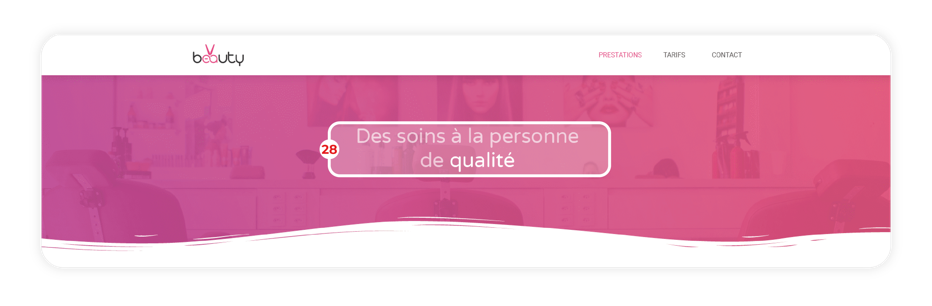 beauty
PRESTATIONS TARIFS CONTACT
Des soins à la personne
28
de qualité